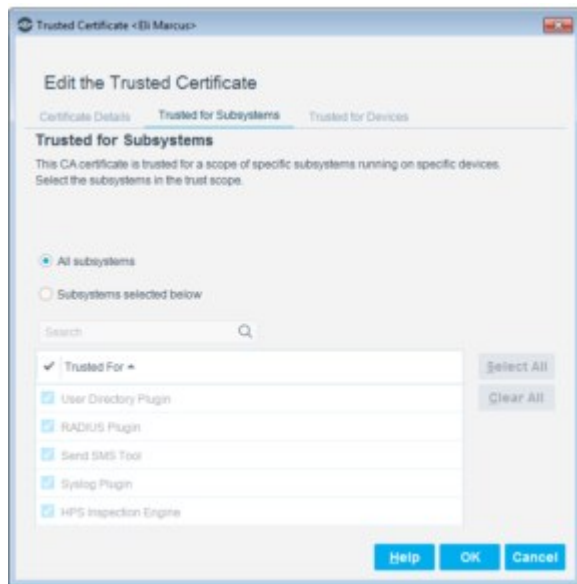 Trusted Certificate <Eli Marcus>
Edit the Trusted Certificate
Certificate Details Trusted for Subsystems Trusted for Devices
Trusted for Subsystems
This CA certificate is trusted for a scope of specific subsystems running on specific devices.
Select the subsystems in the trust scope.
All subsystems
Subsystems selected below
Search
Trusted For
Select All
User Directory Plugin
Clear All
RADIUS Plugin
Send SMS Tool
Syslog Plugin
HPS Inspection Engine
Help OK Cancel